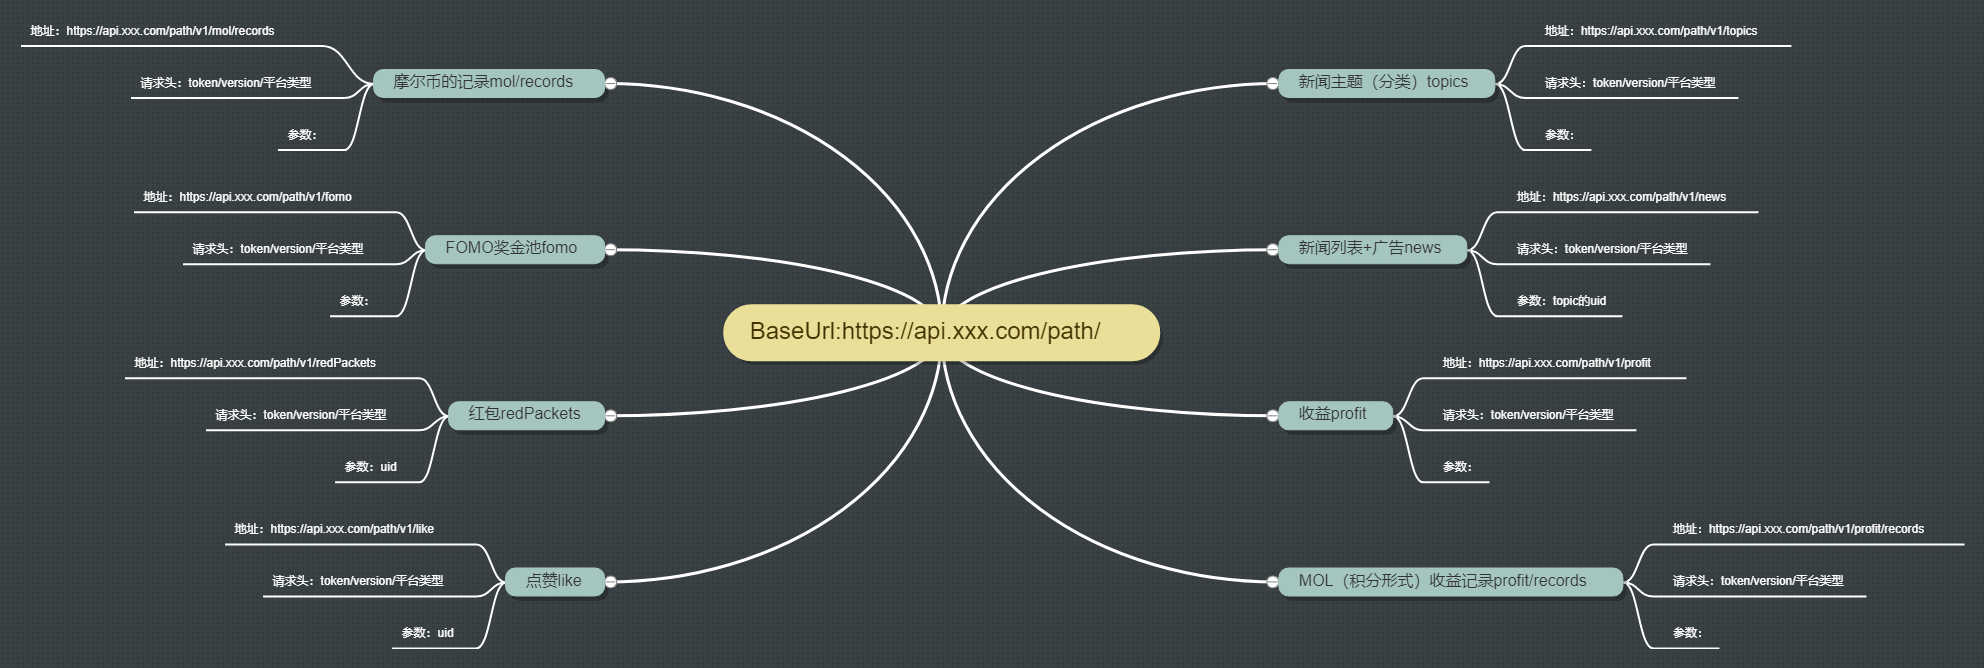 BaseUrl:https://api.xxx.com/path/
摩尔币的记录mol/records
地址：https://api.xxx.com/path/v1/mol/records
请求头：token/version/平台类型
参数：
FOMO奖金池fomo
地址：https://api.xxx.com/path/v1/fomo
请求头：token/version/平台类型
参数：
红包redPackets
地址：https://api.xxx.com/path/v1/redPackets
请求头：token/version/平台类型
参数：uid
点赞like
地址：https://api.xxx.com/path/v1/like
请求头：token/version/平台类型
参数：uid
新闻主题（分类）topics
地址：https://api.xxx.com/path/v1/topics
请求头：token/version/平台类型
参数：
新闻列表+广告news
地址：https://api.xxx.com/path/v1/news
请求头：token/version/平台类型
参数：topic的uid
收益profit
地址：https://api.xxx.com/path/v1/profit
请求头：token/version/平台类型
参数：
MOL（积分形式）收益记录profit/records
地址：https://api.xxx.com/path/v1/profit/records
请求头：token/version/平台类型
参数：